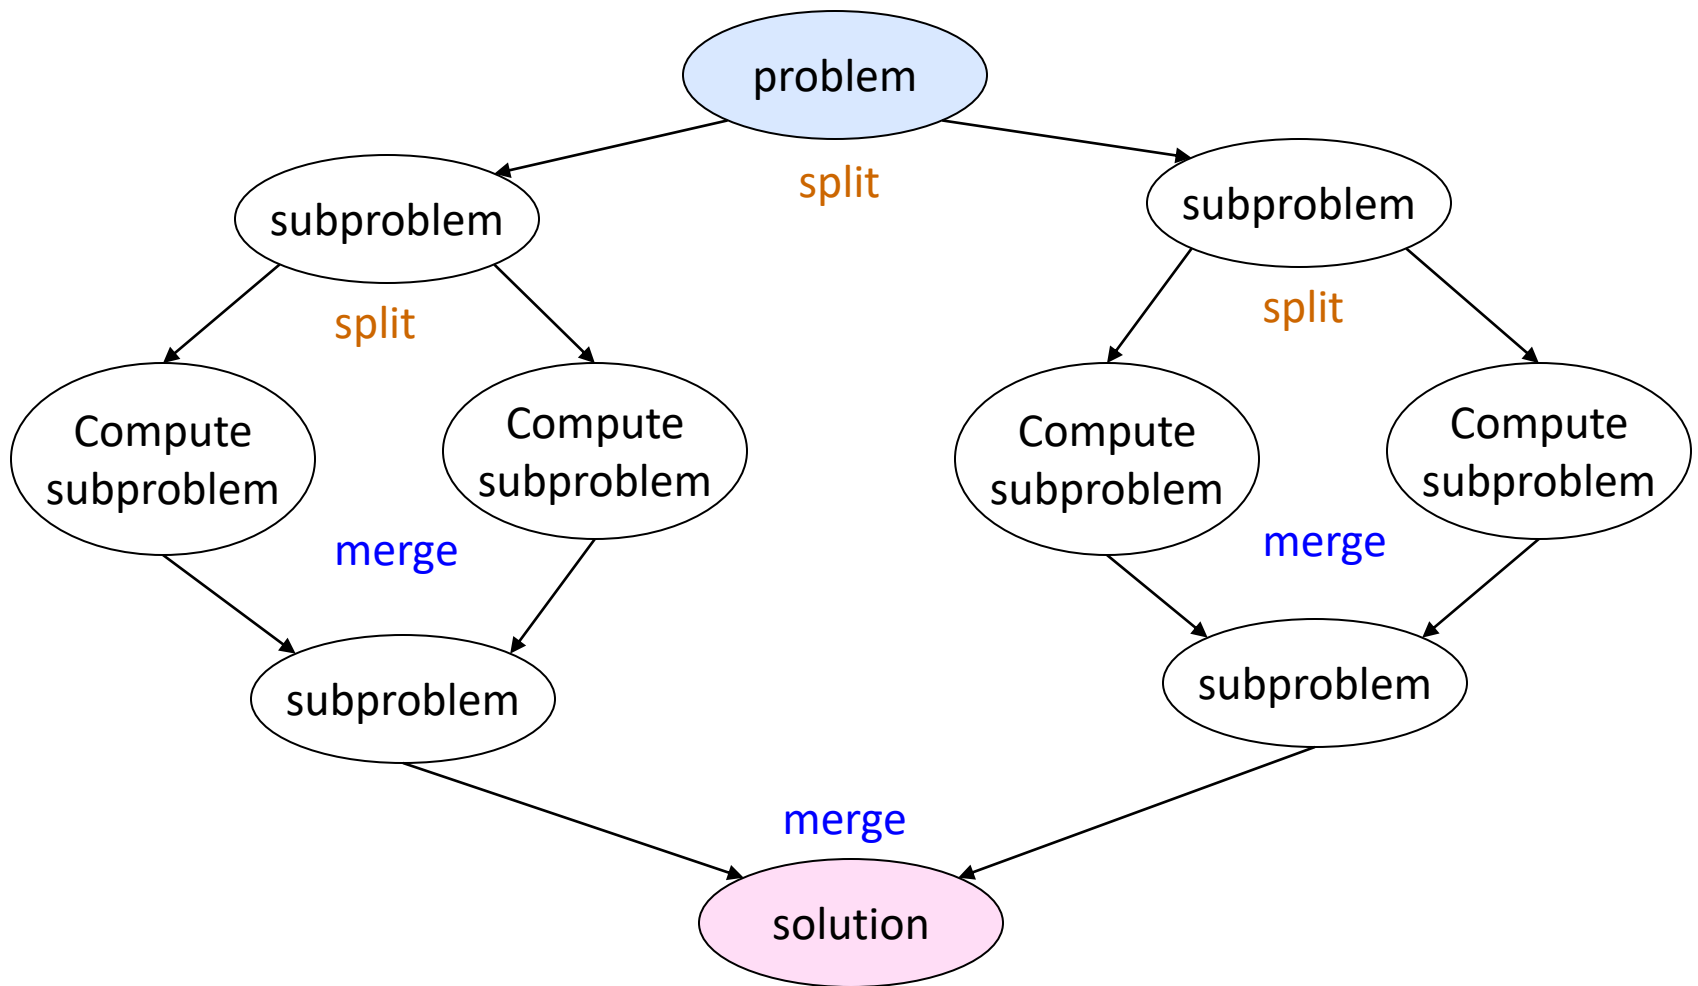 problem
split
subproblem
subproblem
split
split
Compute
subproblem
Compute
subproblem
Compute
subproblem
Compute
subproblem
merge
merge
subproblem
subproblem
merge
solution